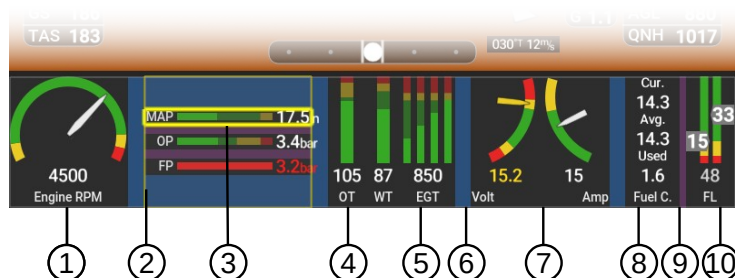 TAS 183
G 1.1
030°T 12m/s
QNH 1017
MAP 17.5
OP 3.4bar
FP 3.2bar
4500
Engine RPM
105 87 850
OT WT EGT
15.2 15
Volt Amp
Cur.
14.3
Avg.
14.3
Used
1.6
Fuel C.
33
15
48
FL
1 2 3 4 5 6 7 8 9 10